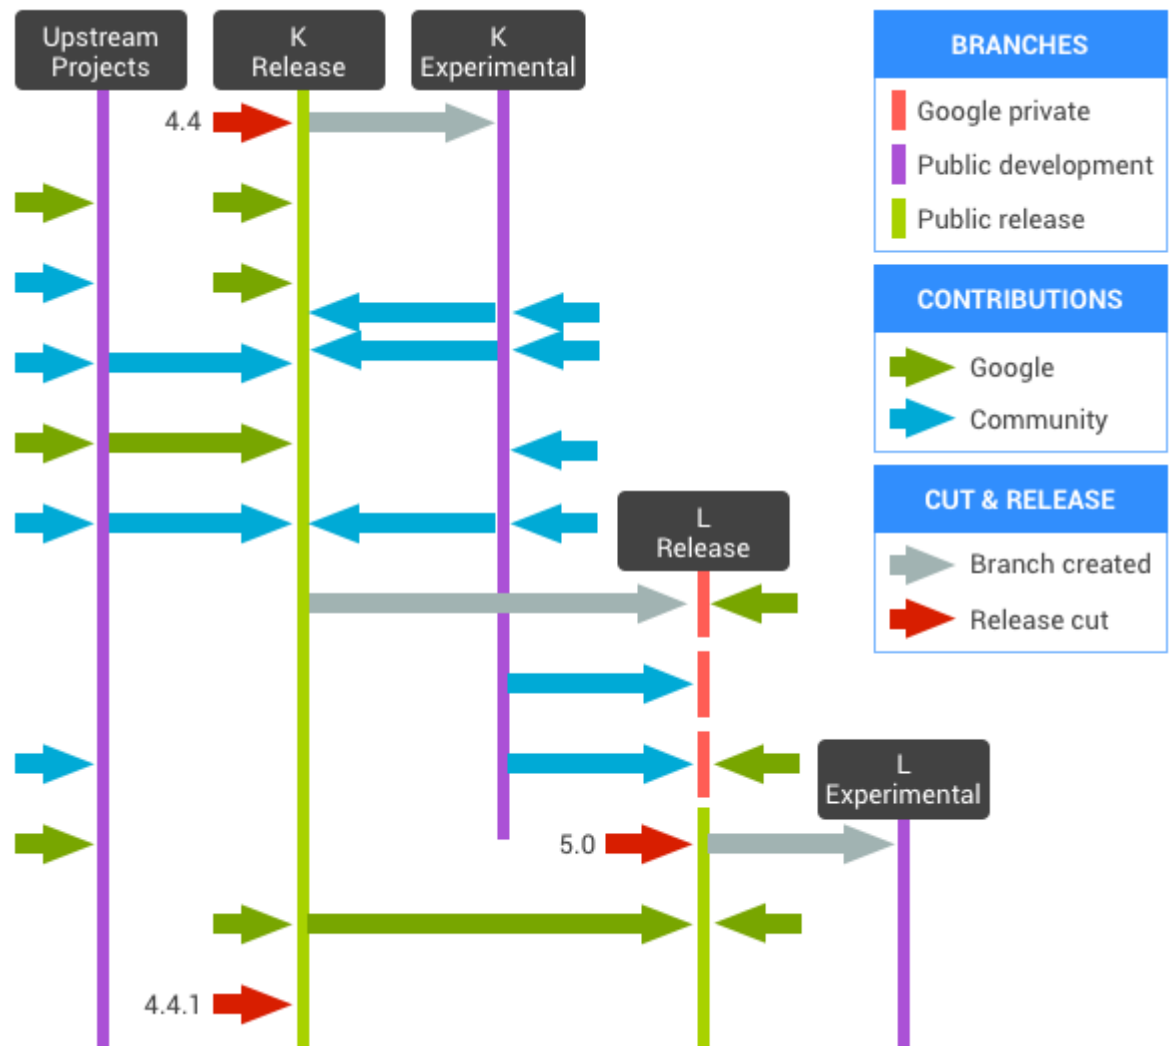 Upstream
Projects
K
Release
K
Experimental
BRANCHES
Google private
Public development
Public release
4.4
CONTRIBUTIONS
Google
Community
CUT & RELEASE
Branch created
Release cut
L
Release
L
Experimental
5.0
4.4.1